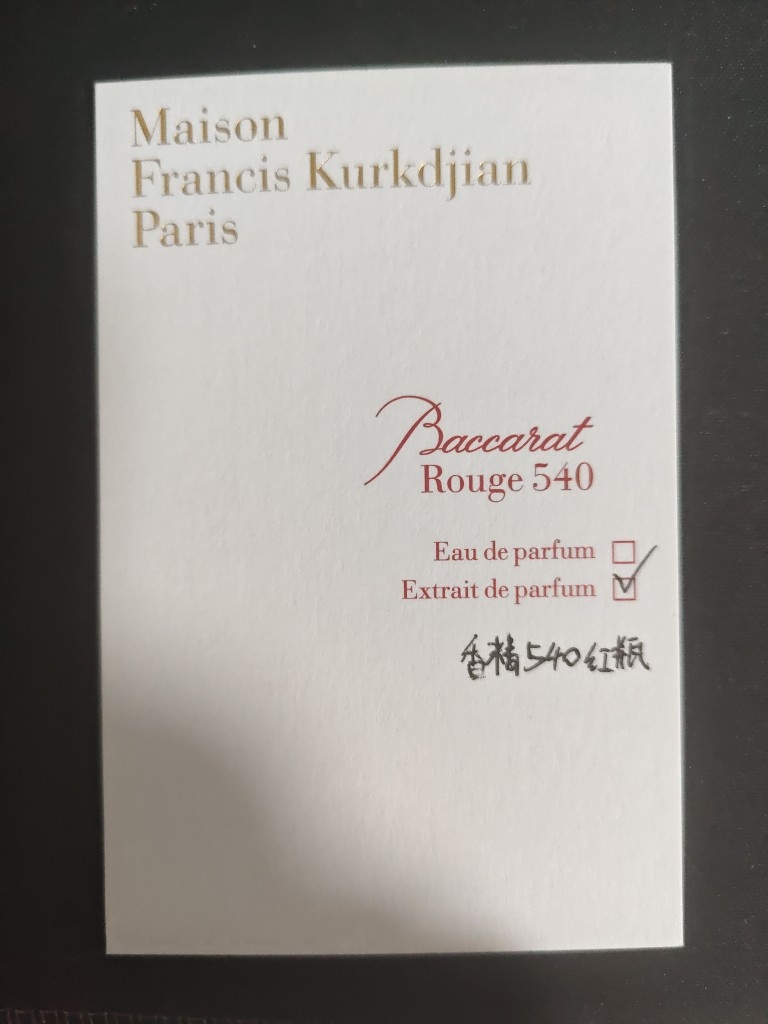 Maison
Francis Kurkdjian
Paris
Baccarat
Rouge 540
Eau de parfum ☐
Extrait de parfum ☑
香精540红瓶